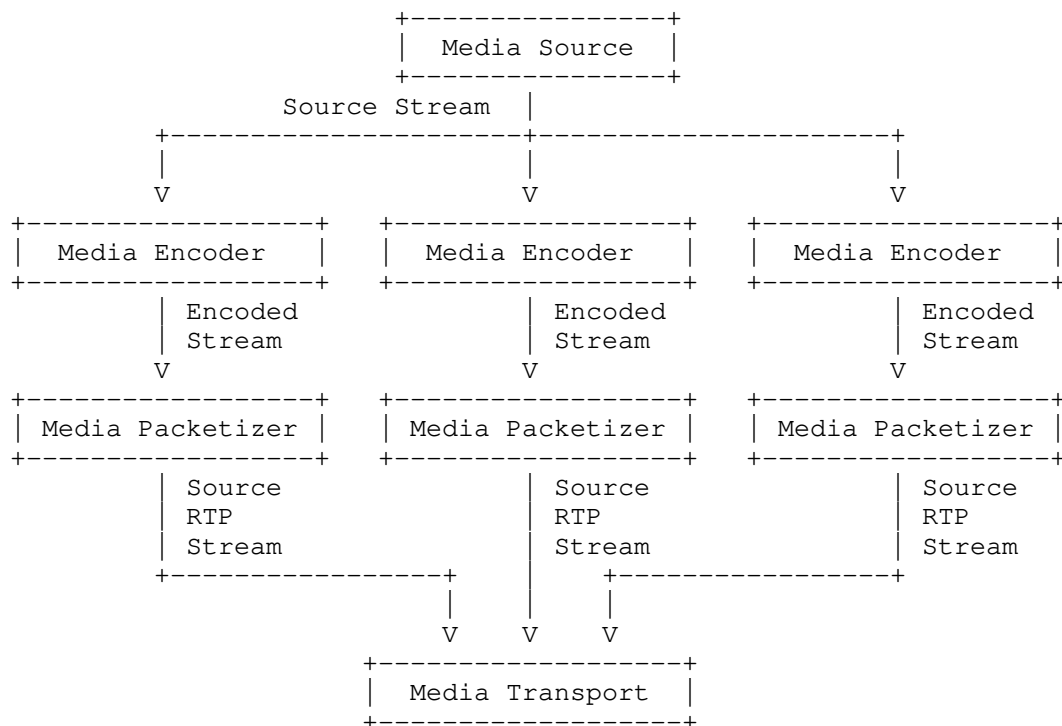 Media Source
Source Stream
V V V
Media Encoder Media Encoder Media Encoder
Encoded Encoded Encoded
Stream Stream Stream
V V V
Media Packetizer Media Packetizer Media Packetizer
Source Source Source
RTP RTP RTP
Stream Stream Stream
V V V
Media Transport